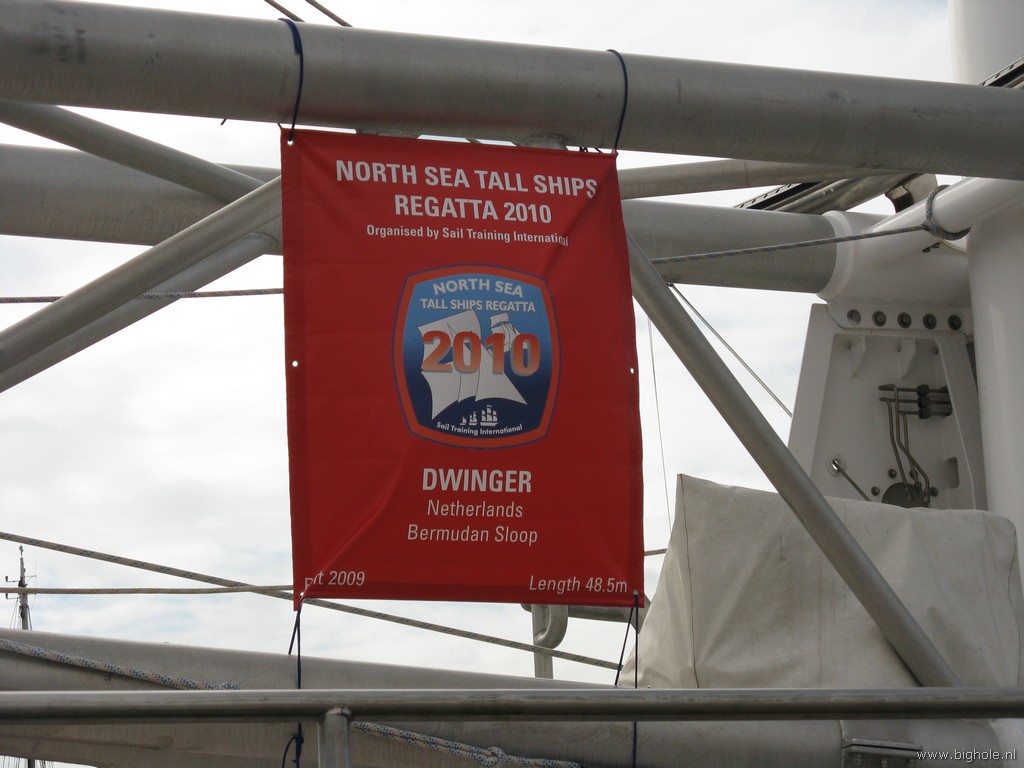 NORTH SEA TALL SHIPS
REGATTA 2010
Organised by Sail Training International
NORTH SEA
TALL SHIPS REGATTA
2010
Sail Training International
DWINGER
Netherlands
Bermudan Sloop
2009
Length 48.5m
www.bighole.nl